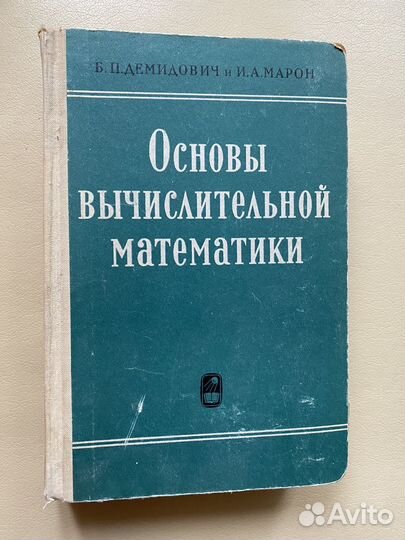 Б. П. ДЕМИДОВИЧ и И. А. МАРОН
Основы
вычислительной
математики
Avito